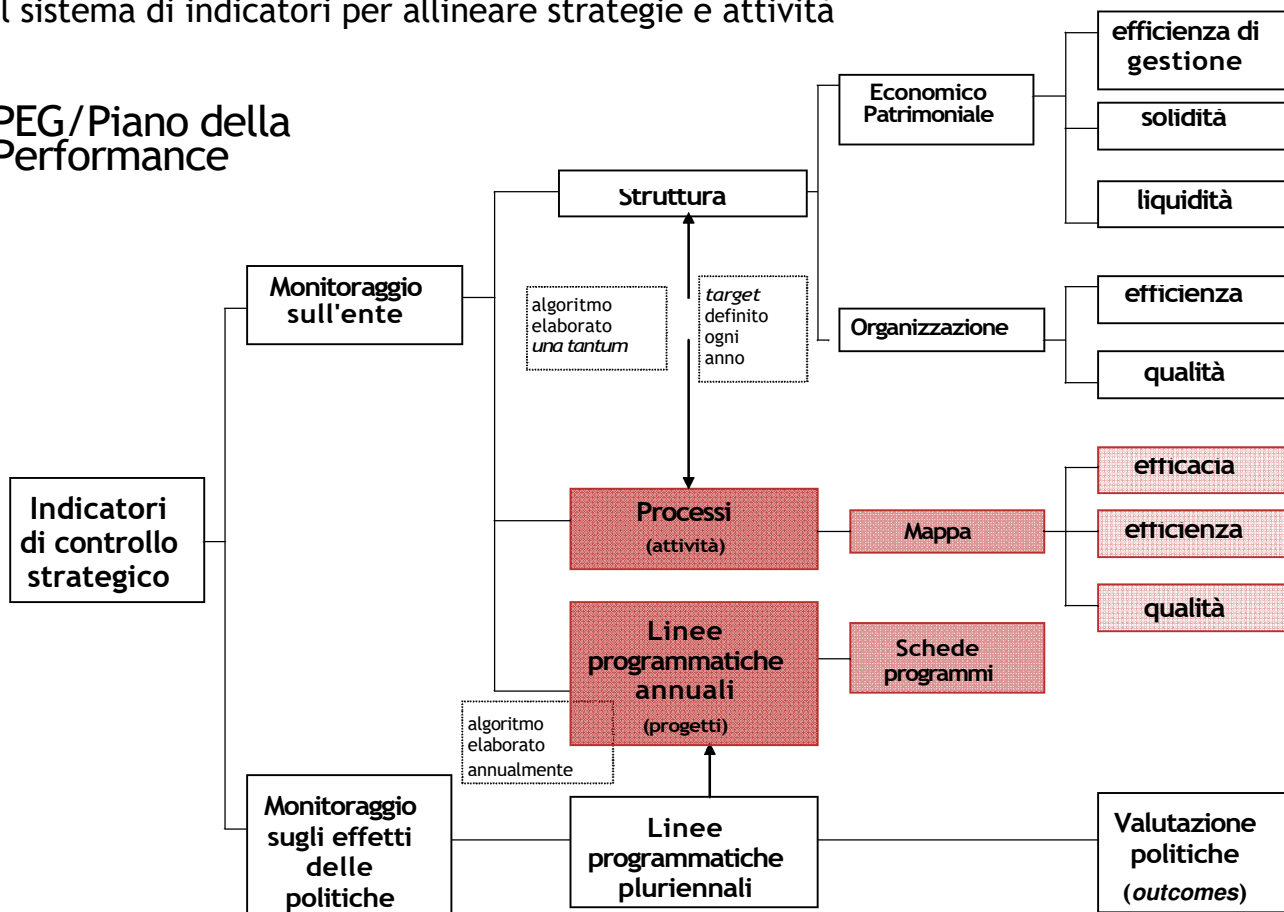 l sistema di indicatori per allineare strategie e attività
PEG/Piano della
Performance
efficienza di
gestione
Economico
Patrimoniale
solidità
liquidità
Struttura
Monitoraggio
sull'ente
algoritmo
elaborato
una tantum
target
definito
ogni
anno
Organizzazione
efficienza
qualità
Indicatori
di controllo
strategico
Processi
(attività)
Mappa
efficacia
efficienza
qualità
Linee
programmatiche
annuali
(progetti)
Schede
programmi
algoritmo
elaborato
annualmente
Monitoraggio
sugli effetti
delle
politiche
Linee
programmatiche
pluriennali
Valutazione
politiche
(outcomes)